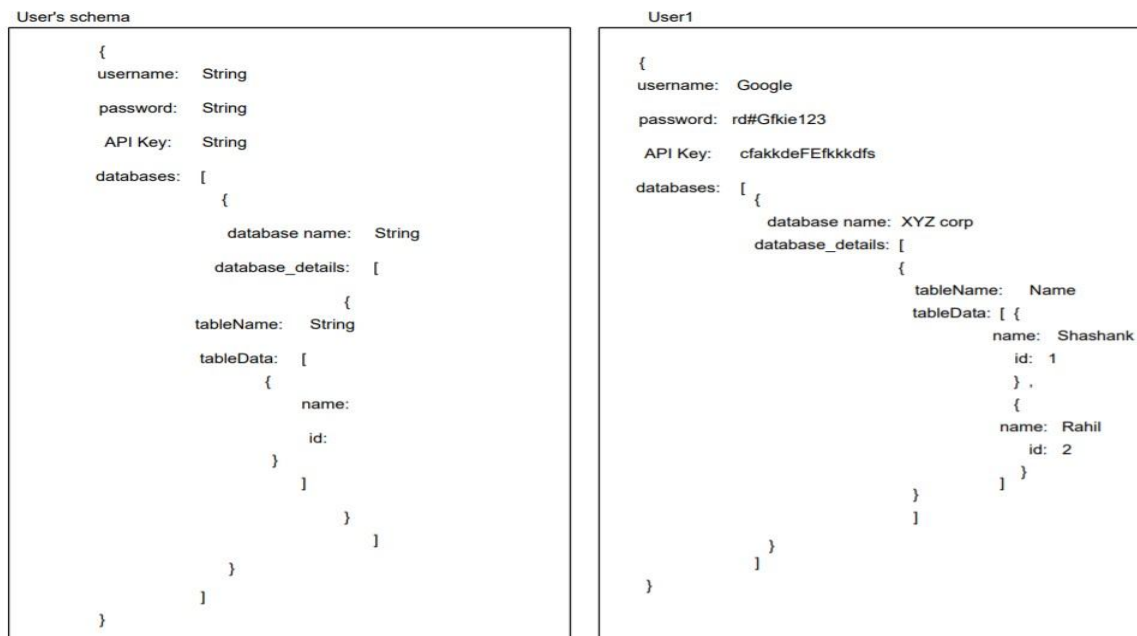 User's schema
{
username: String
password: String
API Key: String
databases: [
{
database name: String
database_details: [
{
tableName: String
tableData: [
{
name:
id:
}
]
}
]
}
]
}
User1
{
username: Google
password: rd#Gfkie123
API Key: cfakkdeFEfkkkdfs
databases: [
{
database name: XYZ corp
database_details: [
{
tableName: Name
tableData: [ {
name: Shashank
id: 1
} ,
{
name: Rahil
id: 2
}
]
}
]
}
]
}